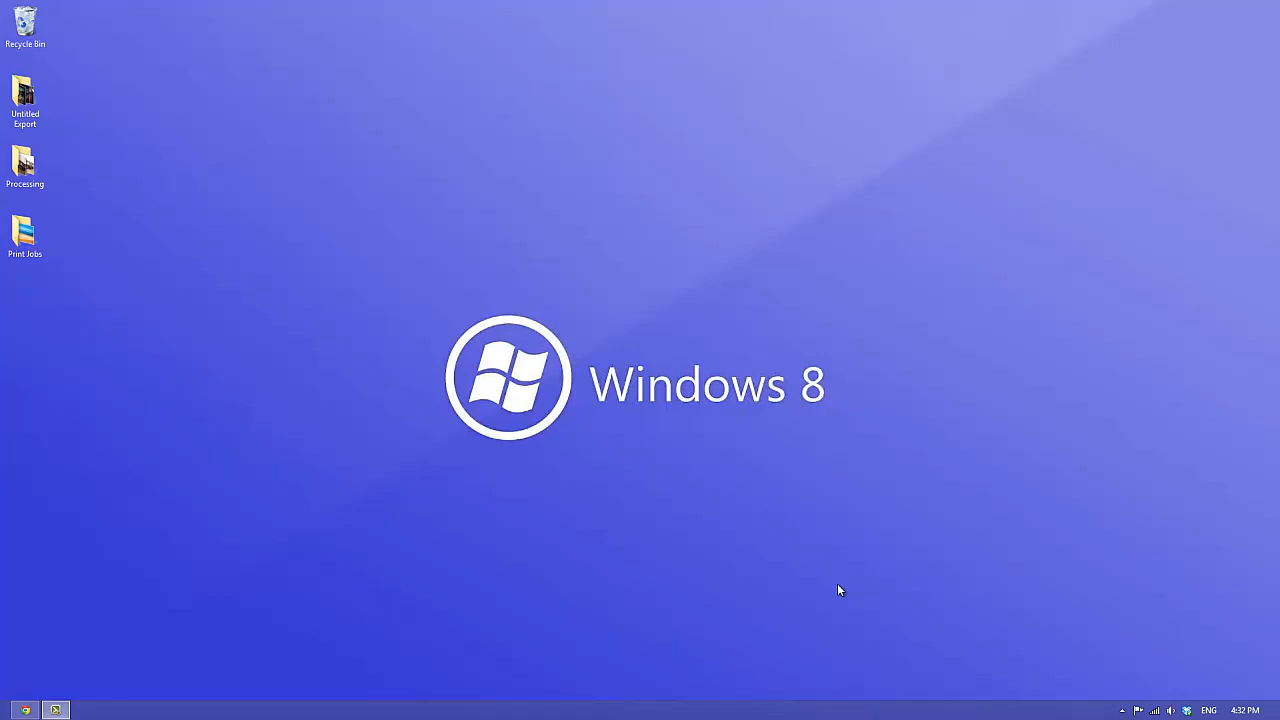 Recycle Bin
Untitled
Export
Processing
Print Jobs
Windows 8
ENG
4:32 PM